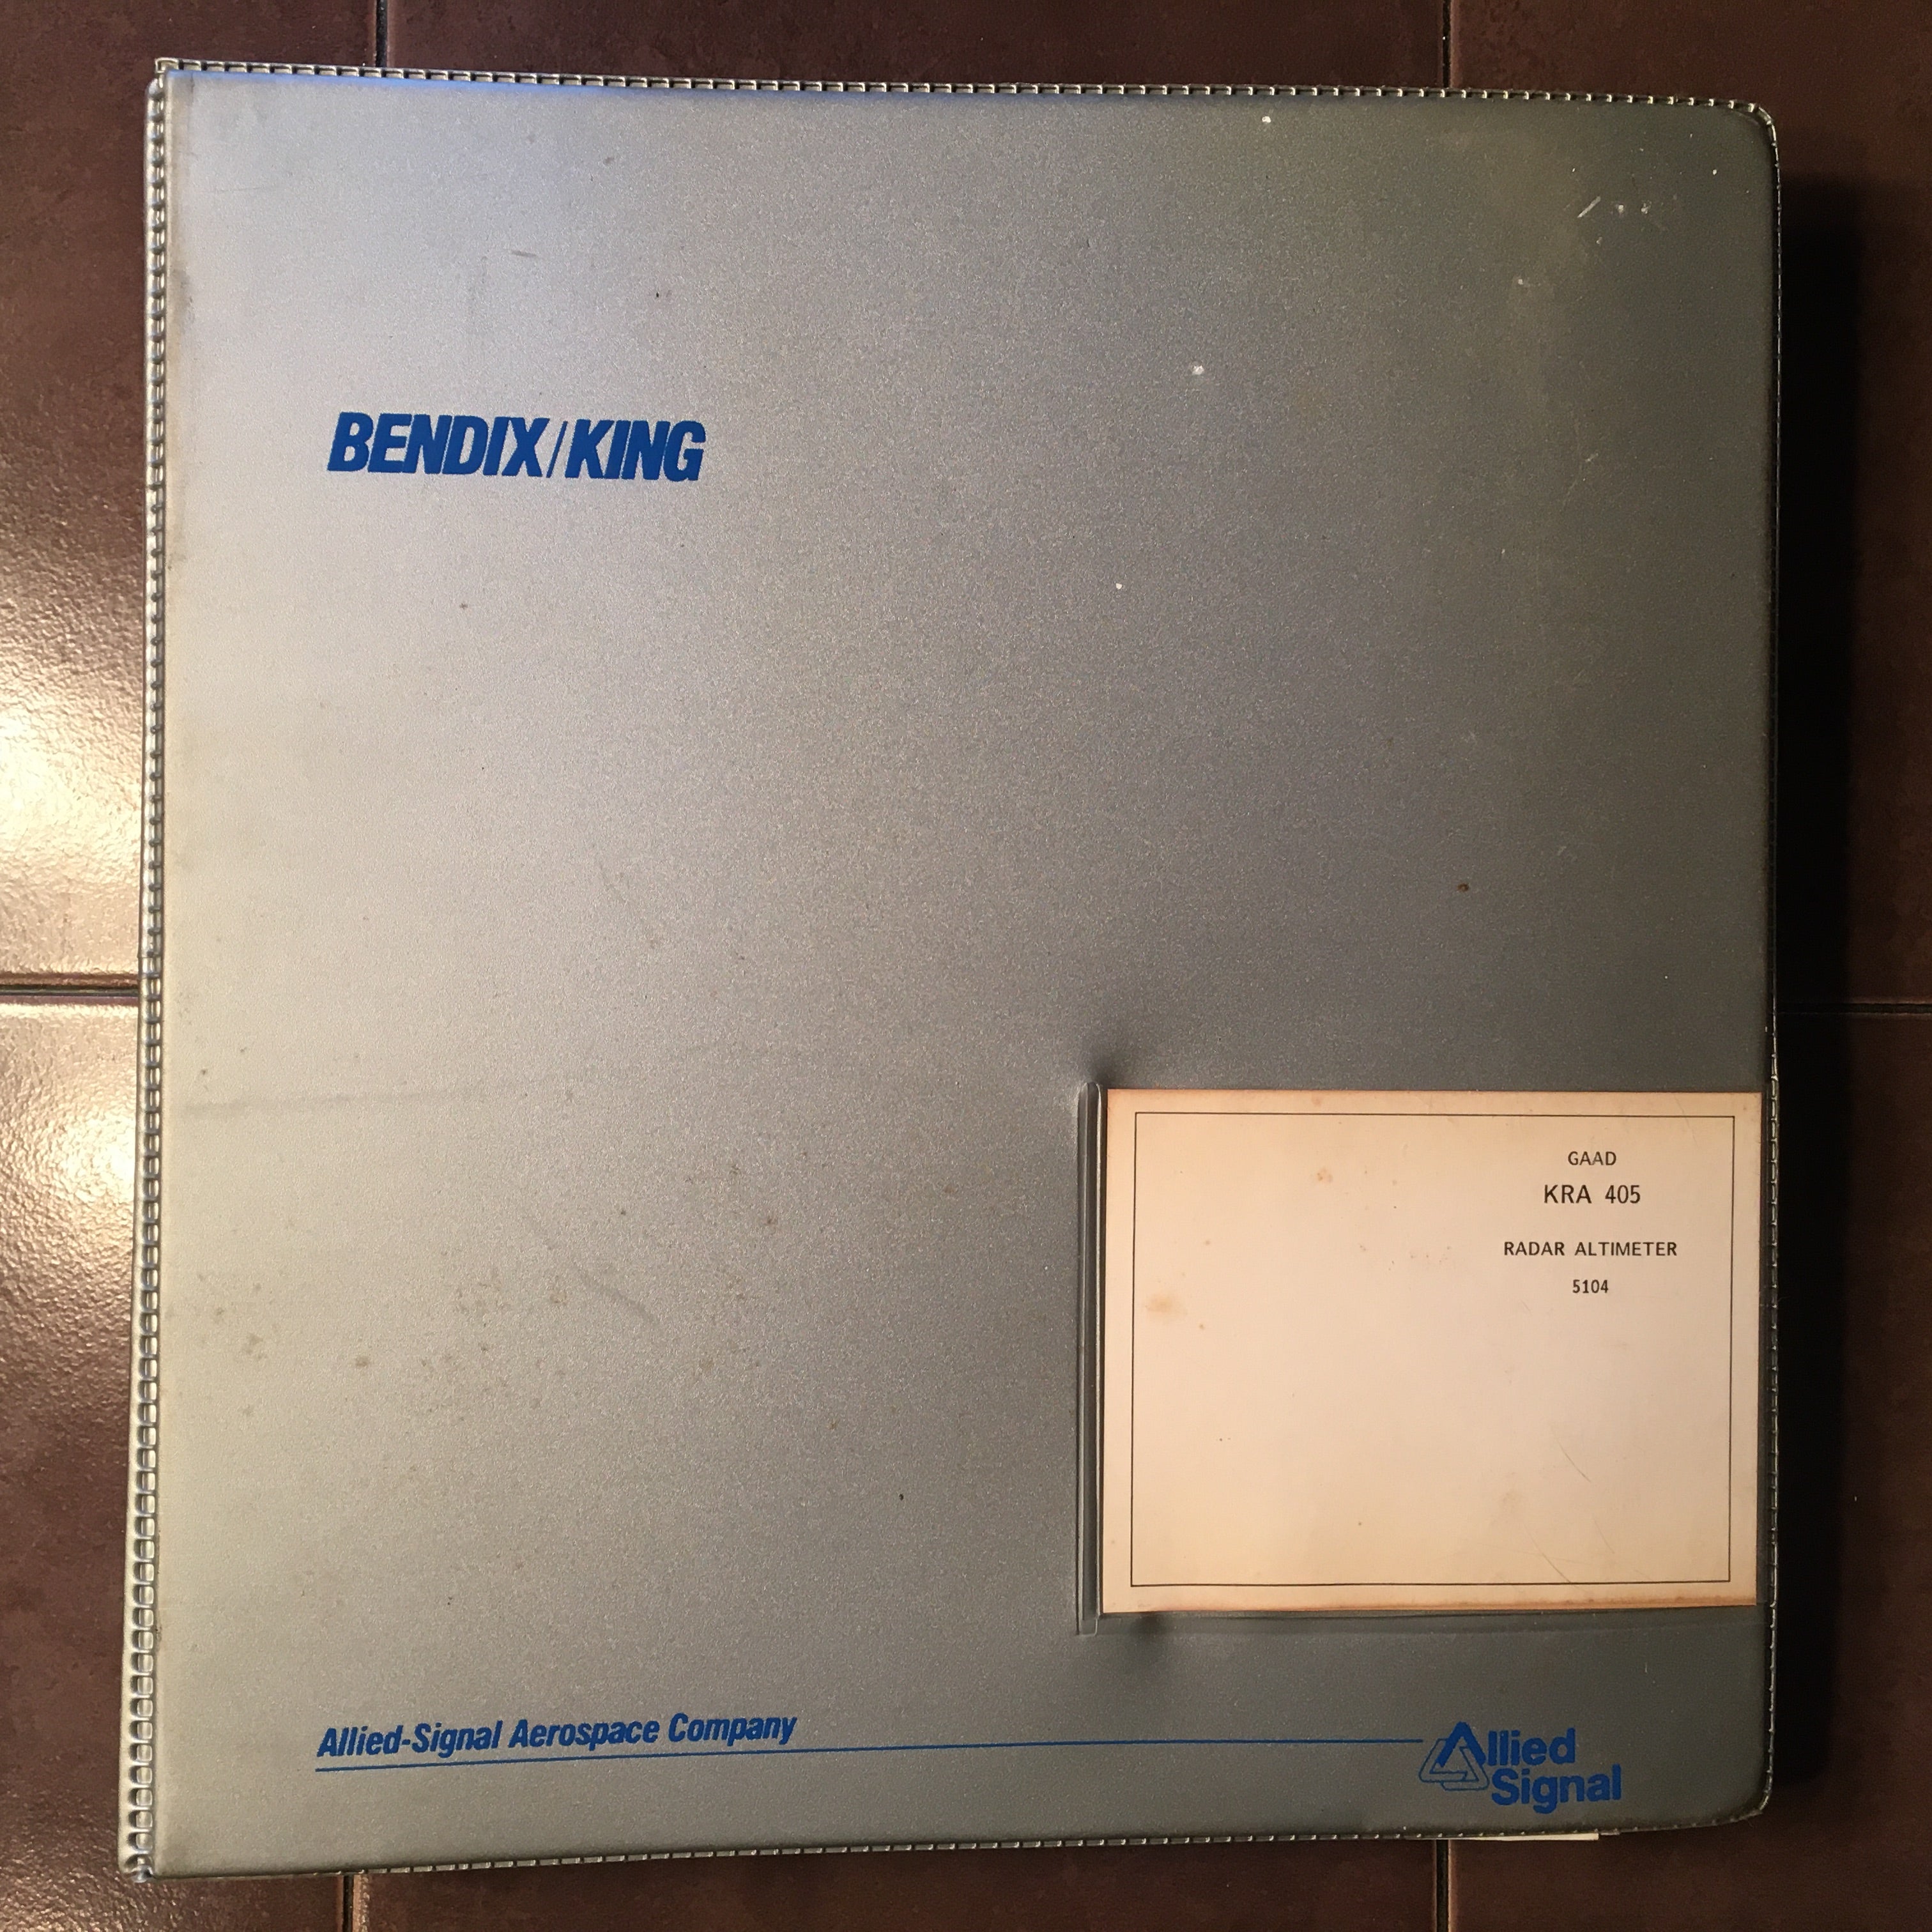 BENDIX/KING
GAAD
KRA 405
RADAR ALTIMETER
5104
Allied-Signal Aerospace Company
Allied
Signal